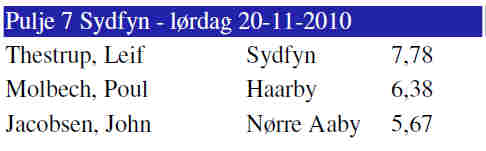 Pulje 7 Sydfyn - lørdag 20-11-2010
Thestrup, Leif Sydfyn 7,78
Molbech, Poul Haarby 6,38
Jacobsen, John Nørre Aaby 5,67